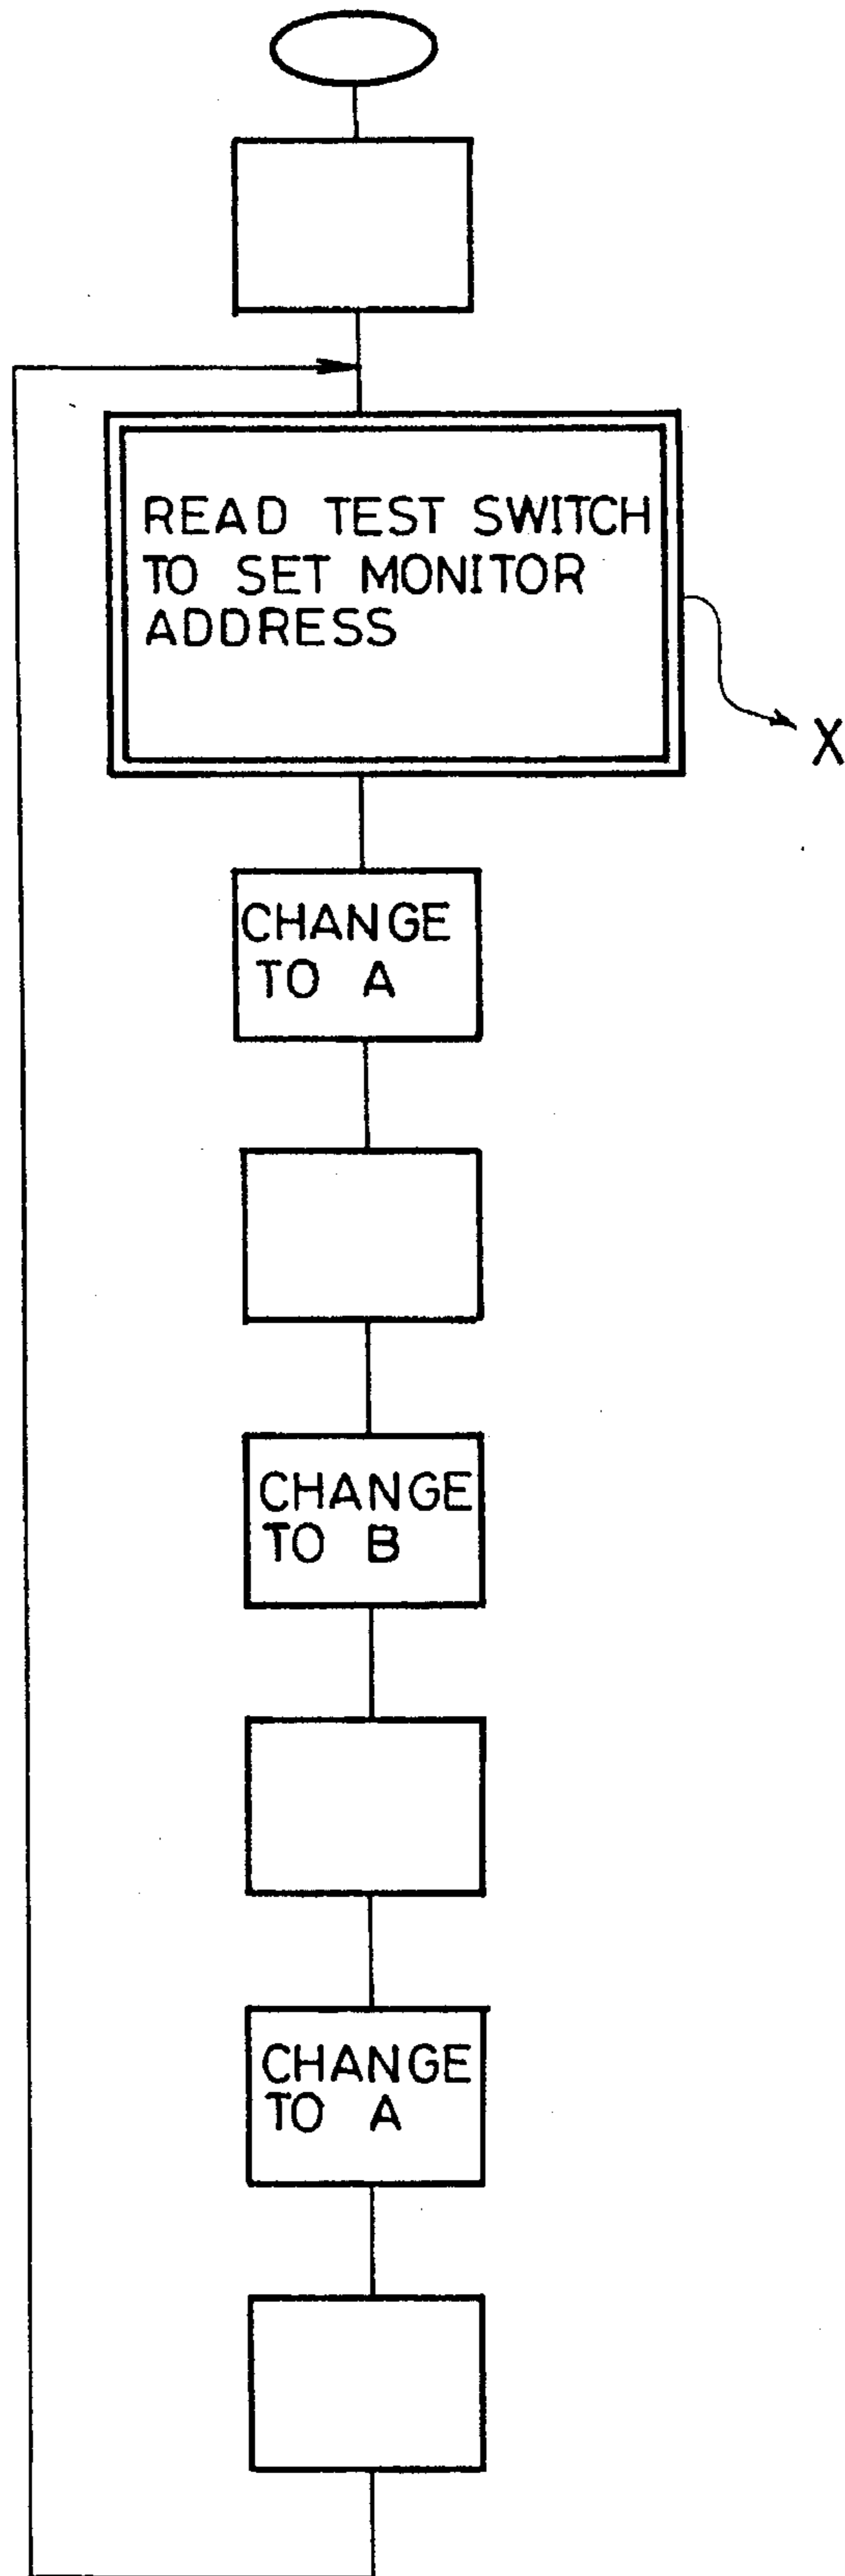 READ TEST SWITCH
TO SET MONITOR
ADDRESS
X
CHANGE
TO A
CHANGE
TO B
CHANGE
TO A